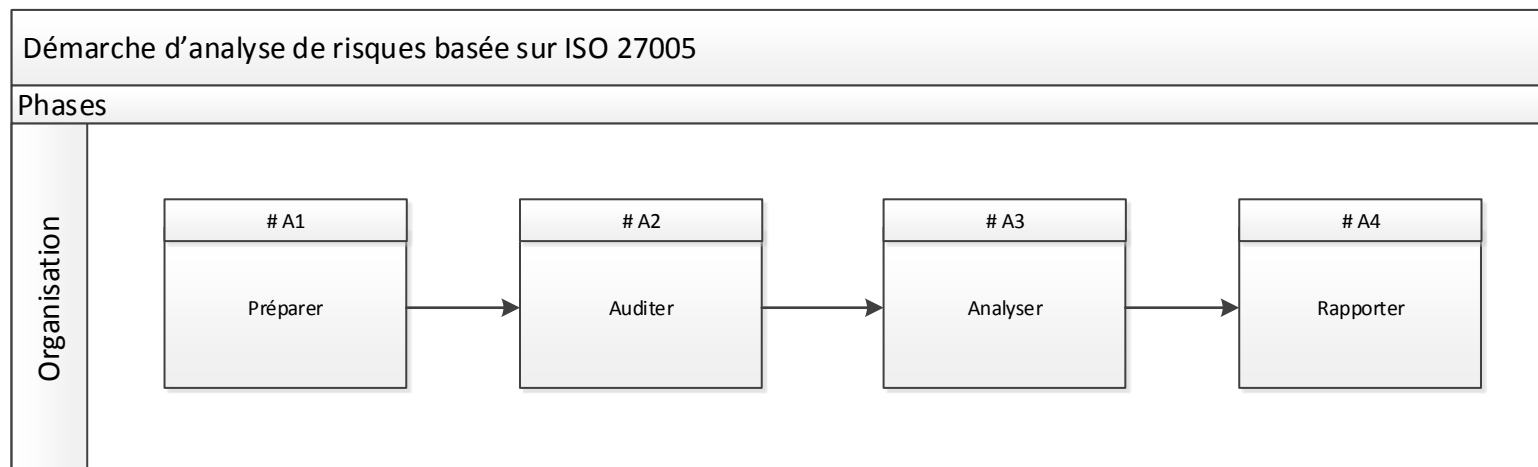 Démarche d’analyse de risques basée sur ISO 27005
Phases
Organisation
# A1
Préparer
# A2
Auditer
# A3
Analyser
# A4
Rapporter